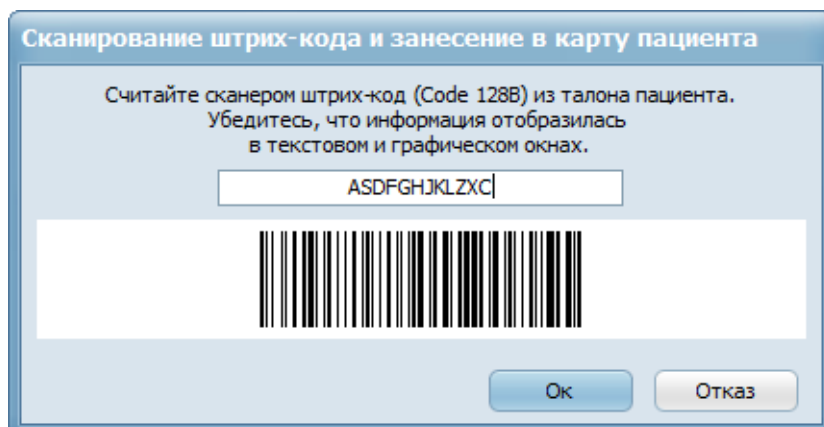 Сканирование штрих-кода и занесение в карту пациента
Считайте сканером штрих-код (Code 128B) из талона пациента.
Убедитесь, что информация отобразилась
в текстовом и графическом окнах.
ASDFGHJKLZXC
Ок
Отказ